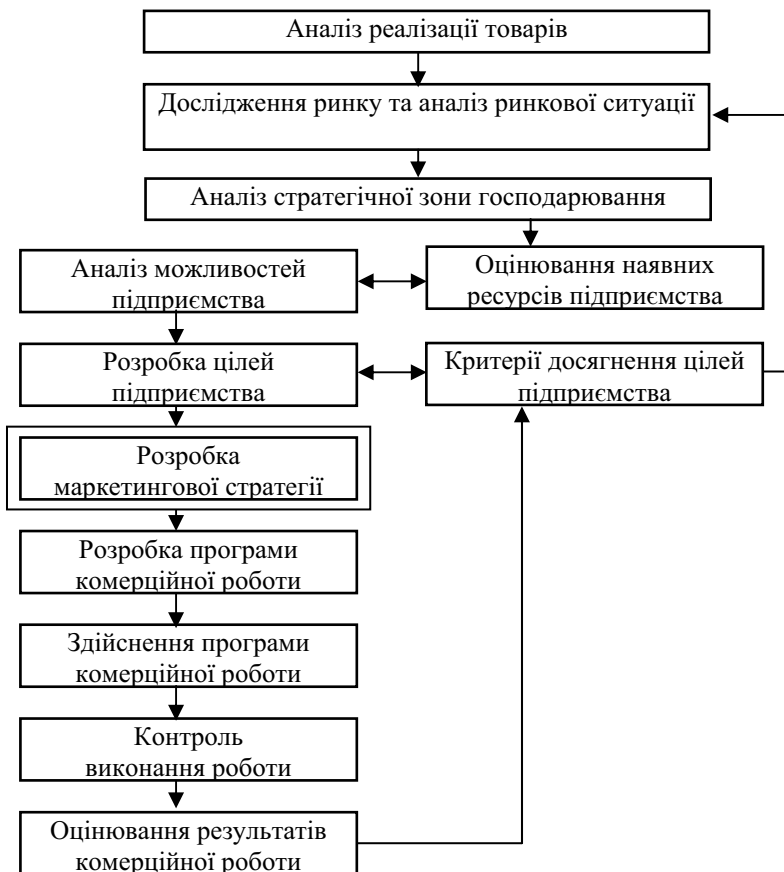 Аналіз реалізації товарів
Дослідження ринку та аналіз ринкової ситуації
Аналіз стратегічної зони господарювання
Аналіз можливостей
підприємства
Оцінювання наявних
ресурсів підприємства
Розробка цілей
підприємства
Критерії досягнення цілей
підприємства
Розробка
маркетингової стратегії
Розробка програми
комерційної роботи
Здійснення програми
комерційної роботи
Контроль
виконання роботи
Оцінювання результатів
комерційної роботи